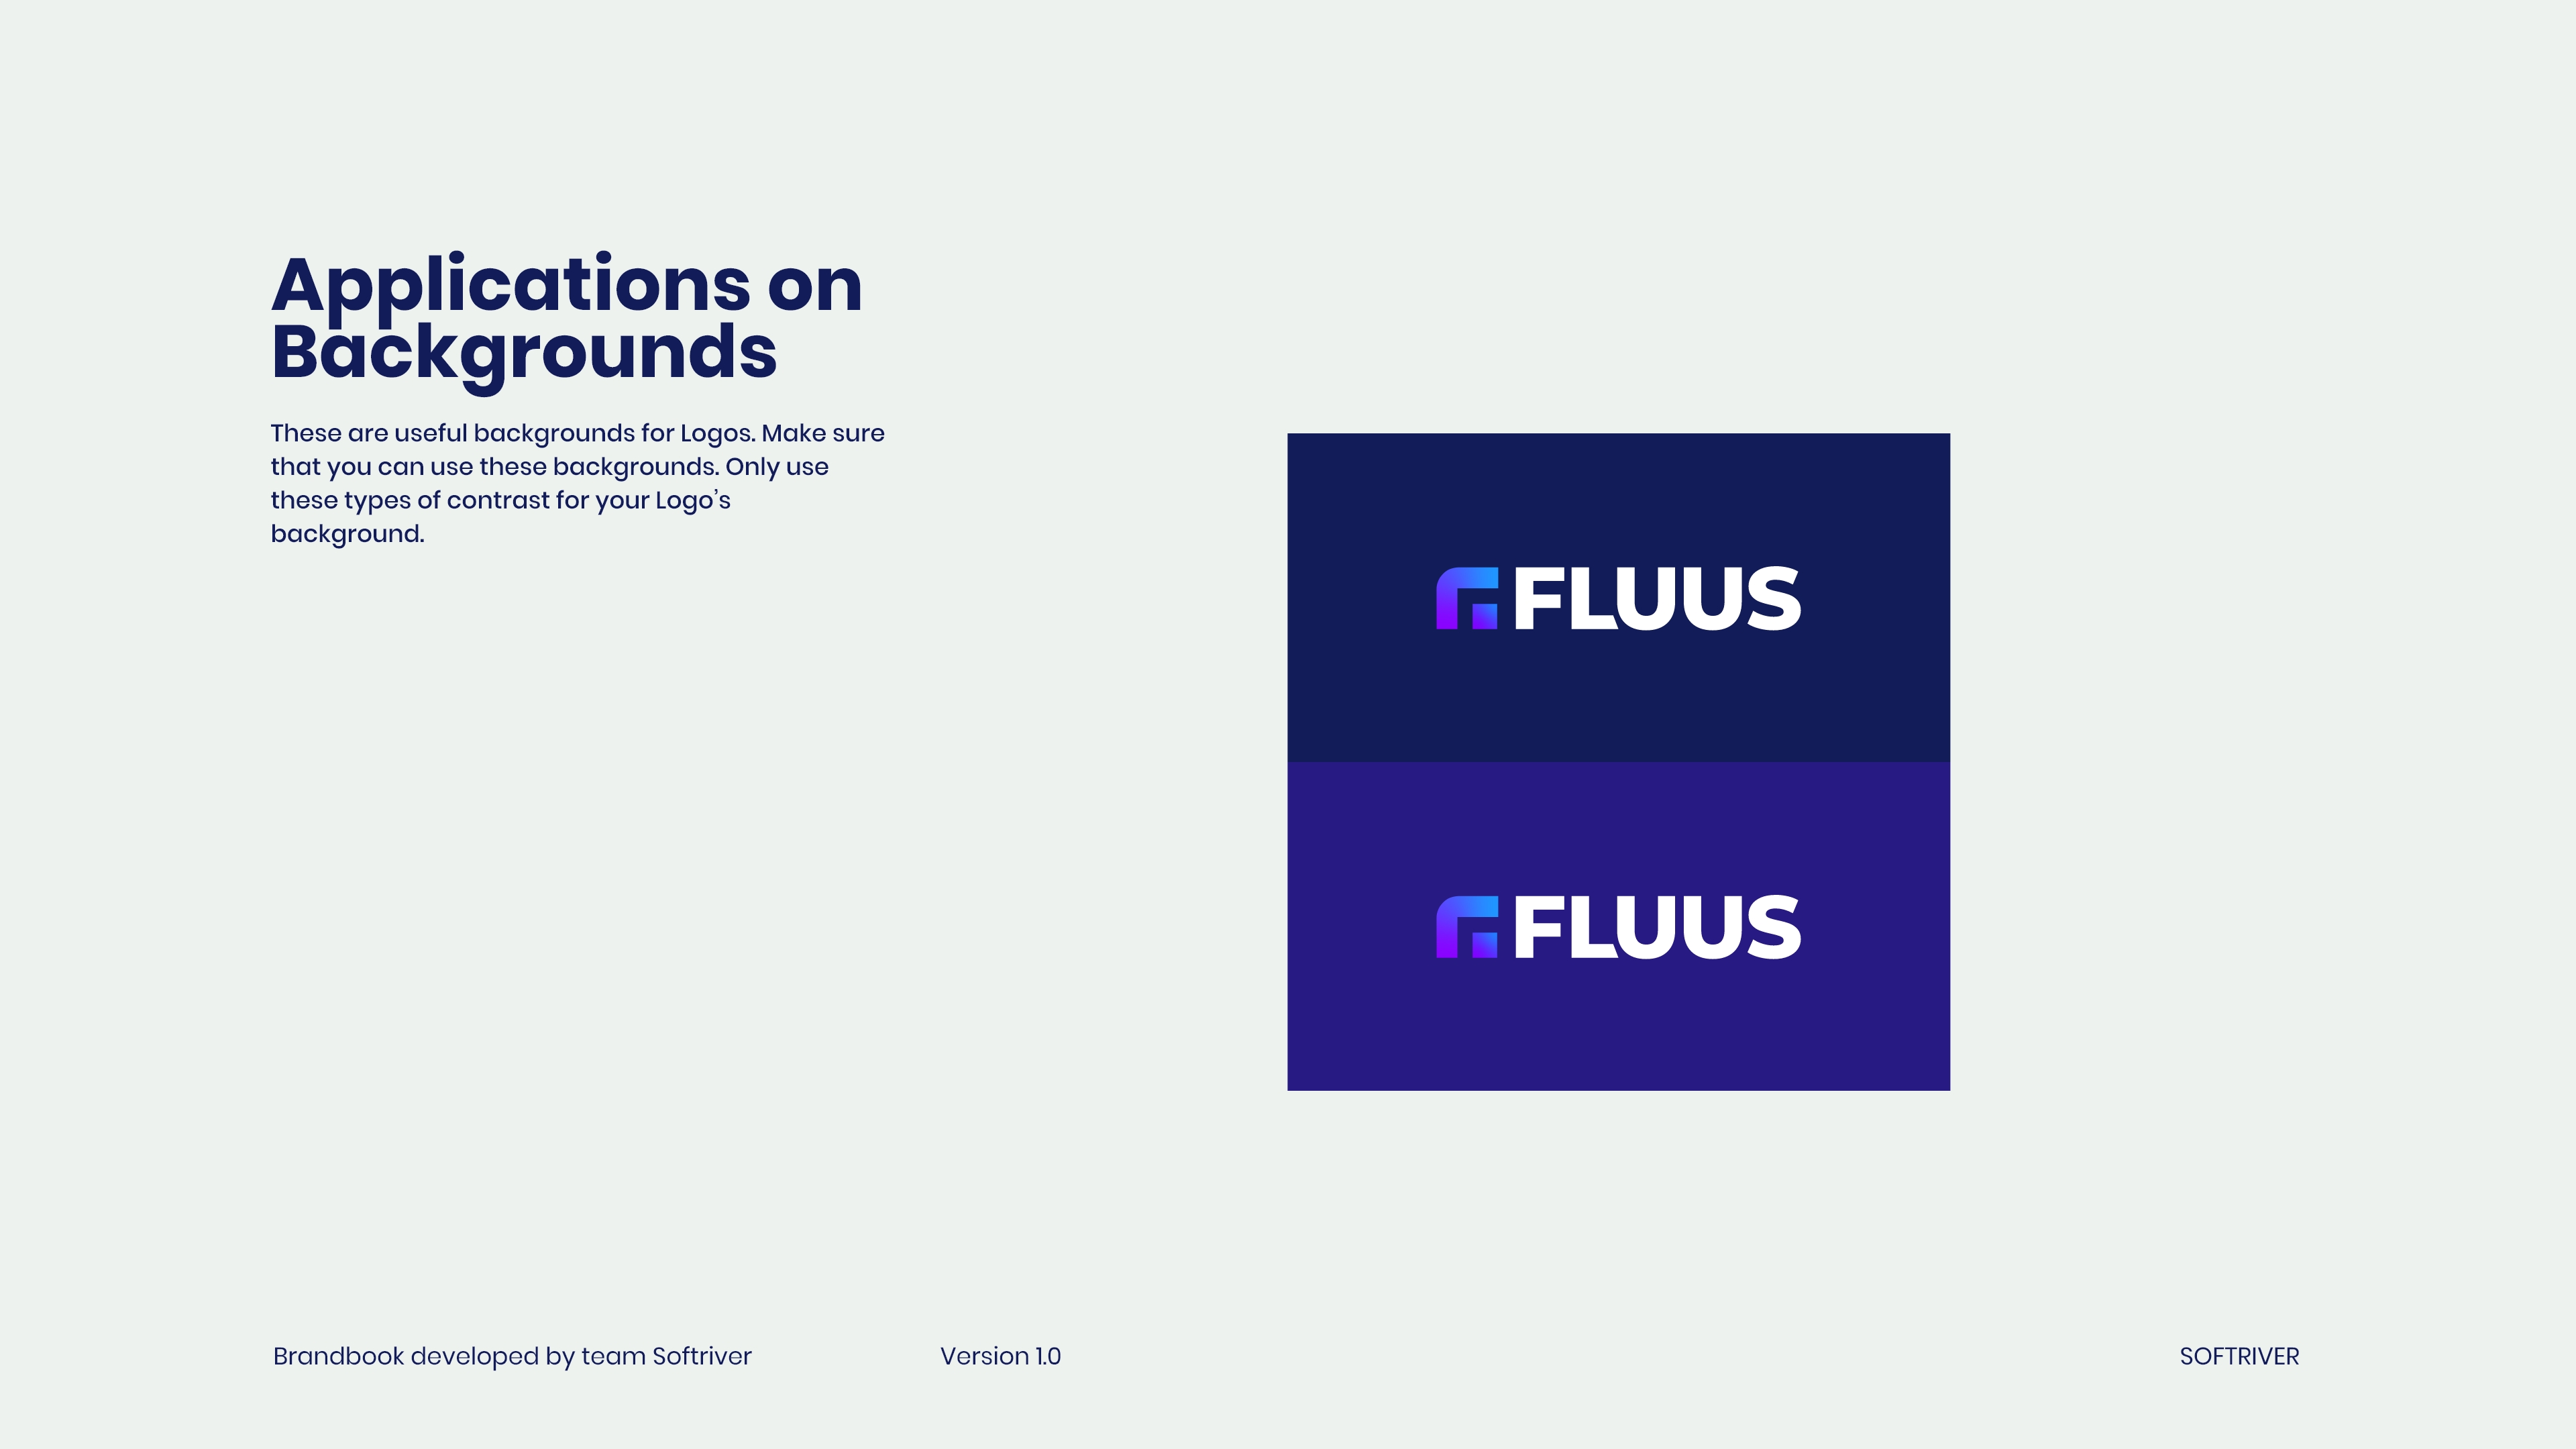 Applications on
Backgrounds
These are useful backgrounds for Logos. Make sure
that you can use these backgrounds. Only use
these types of contrast for your Logo’s
background.
FLUUS
FLUUS
Brandbook developed by team Softriver
Version 1.0
SOFTRIVER